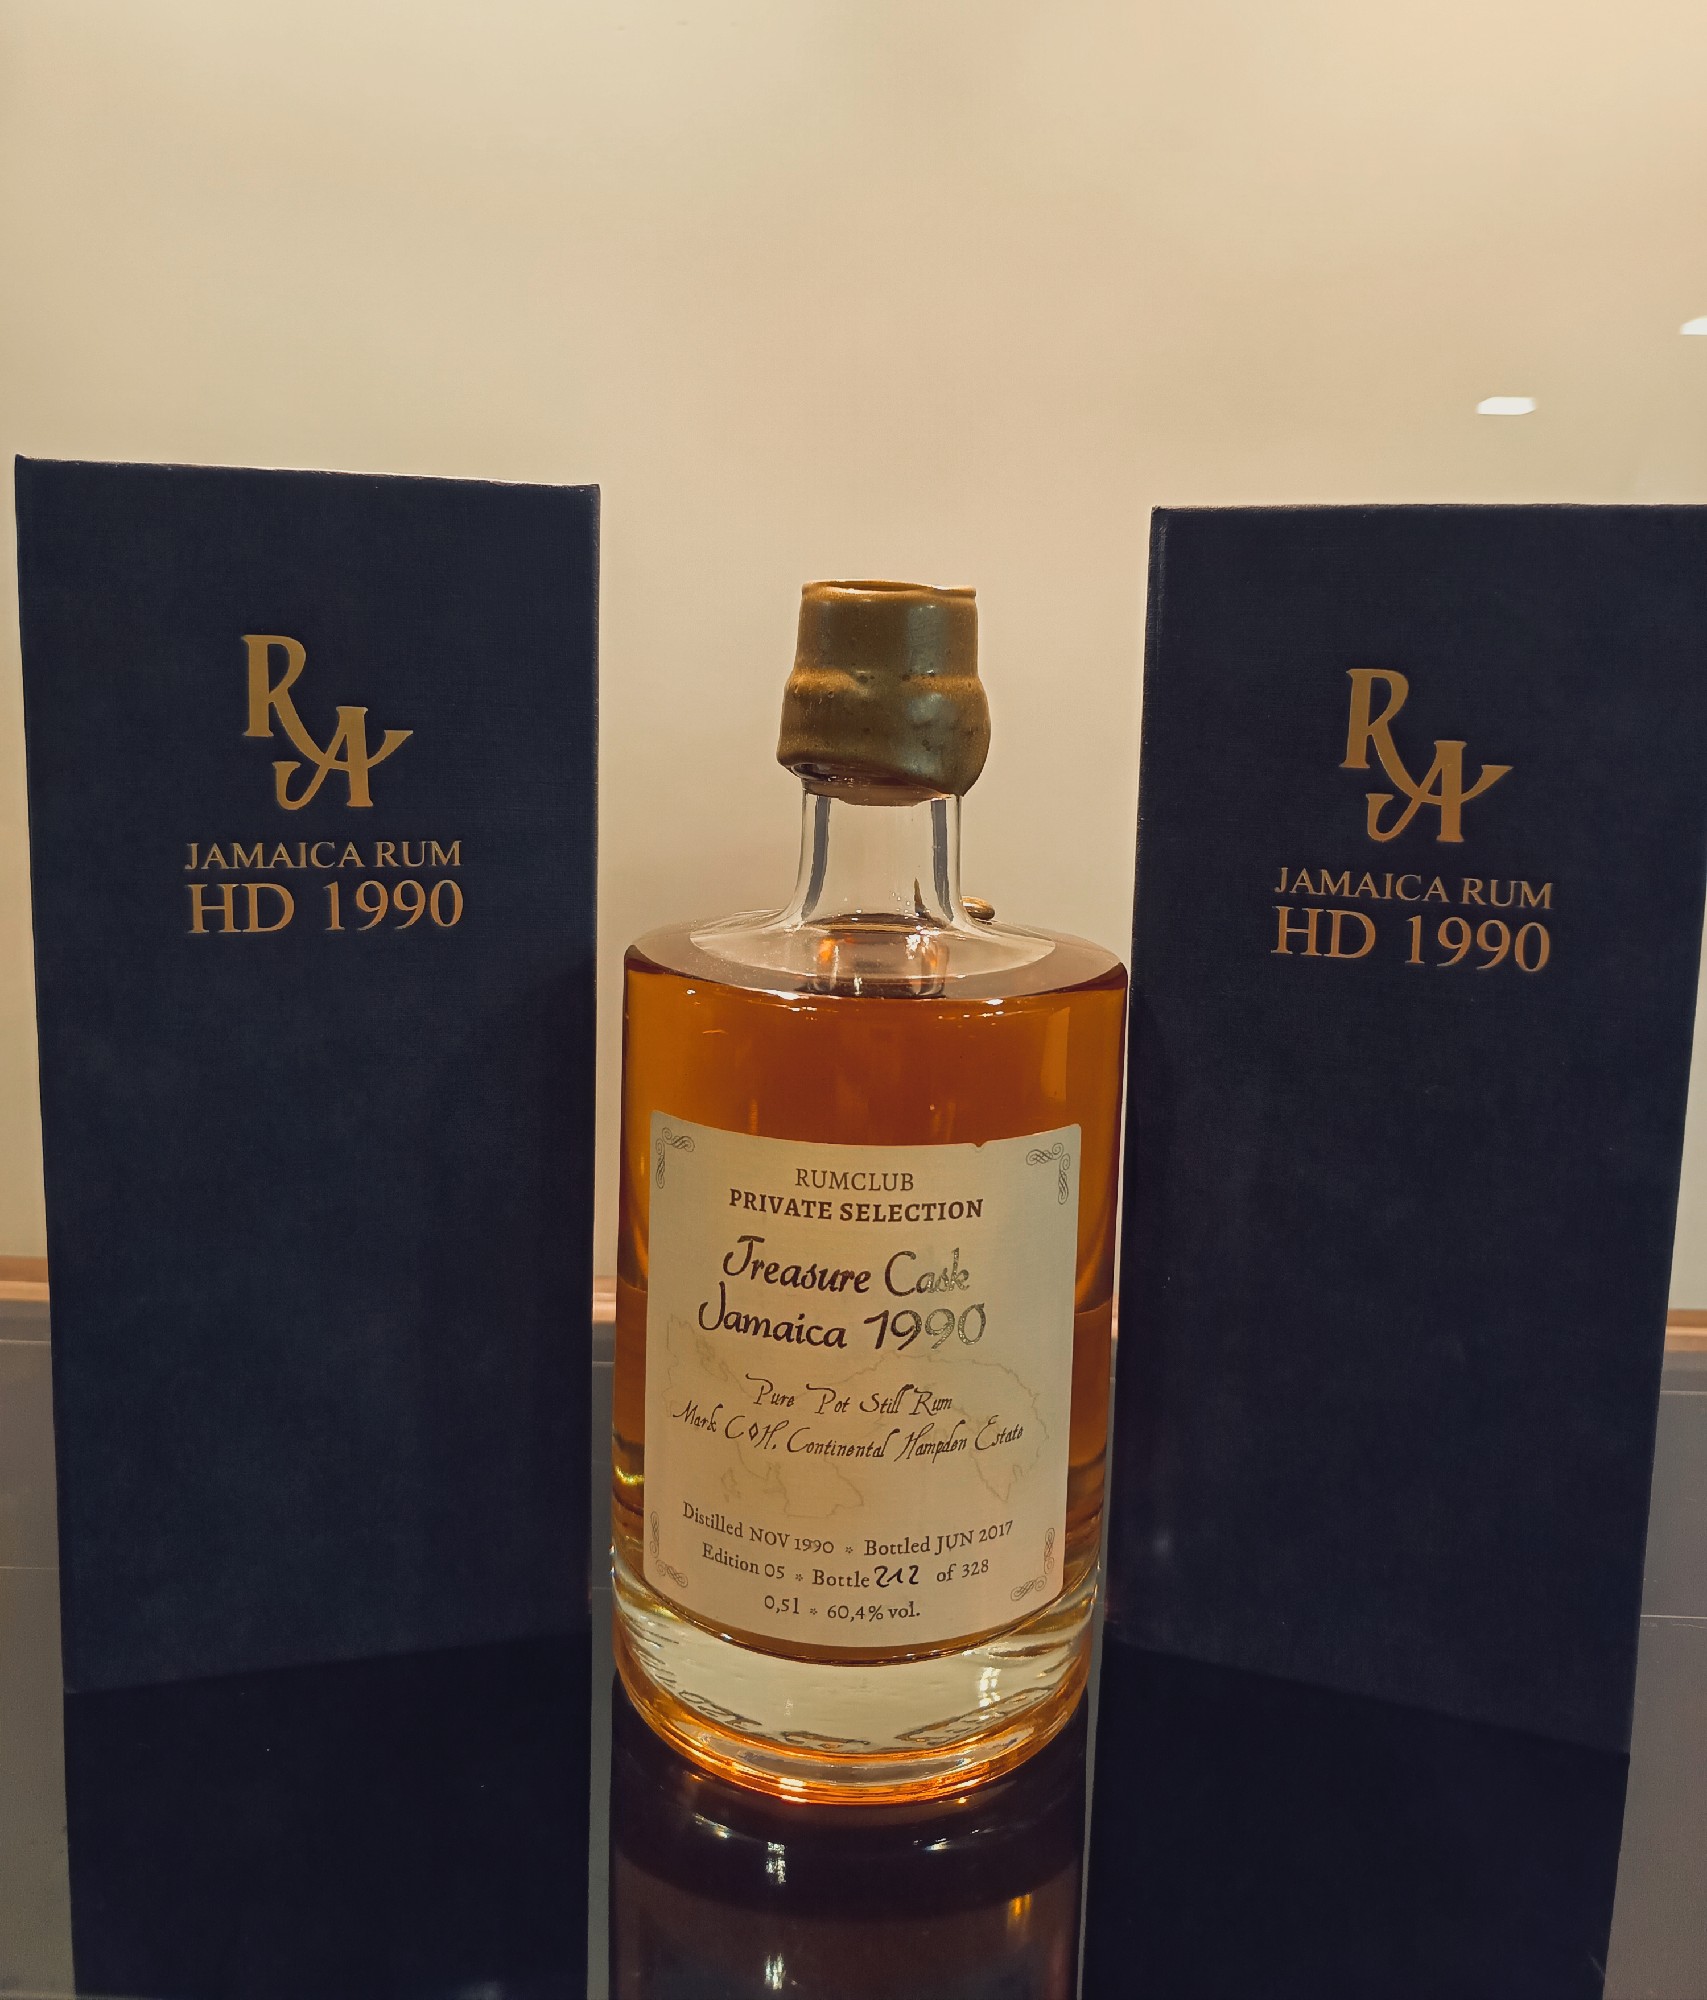 RA
JAMAICA RUM
HD 1990
RUMCLUB
PRIVATE SELECTION
Treasure Cask
Jamaica 1990
Pure Pot Still Rum
Mark C◊H, Continental Hampden Estate
Distilled NOV 1990 * Bottled JUN 2017
Edition 05 * Bottle 212 of 328
0,5l * 60,4% vol.
RA
JAMAICA RUM
HD 1990